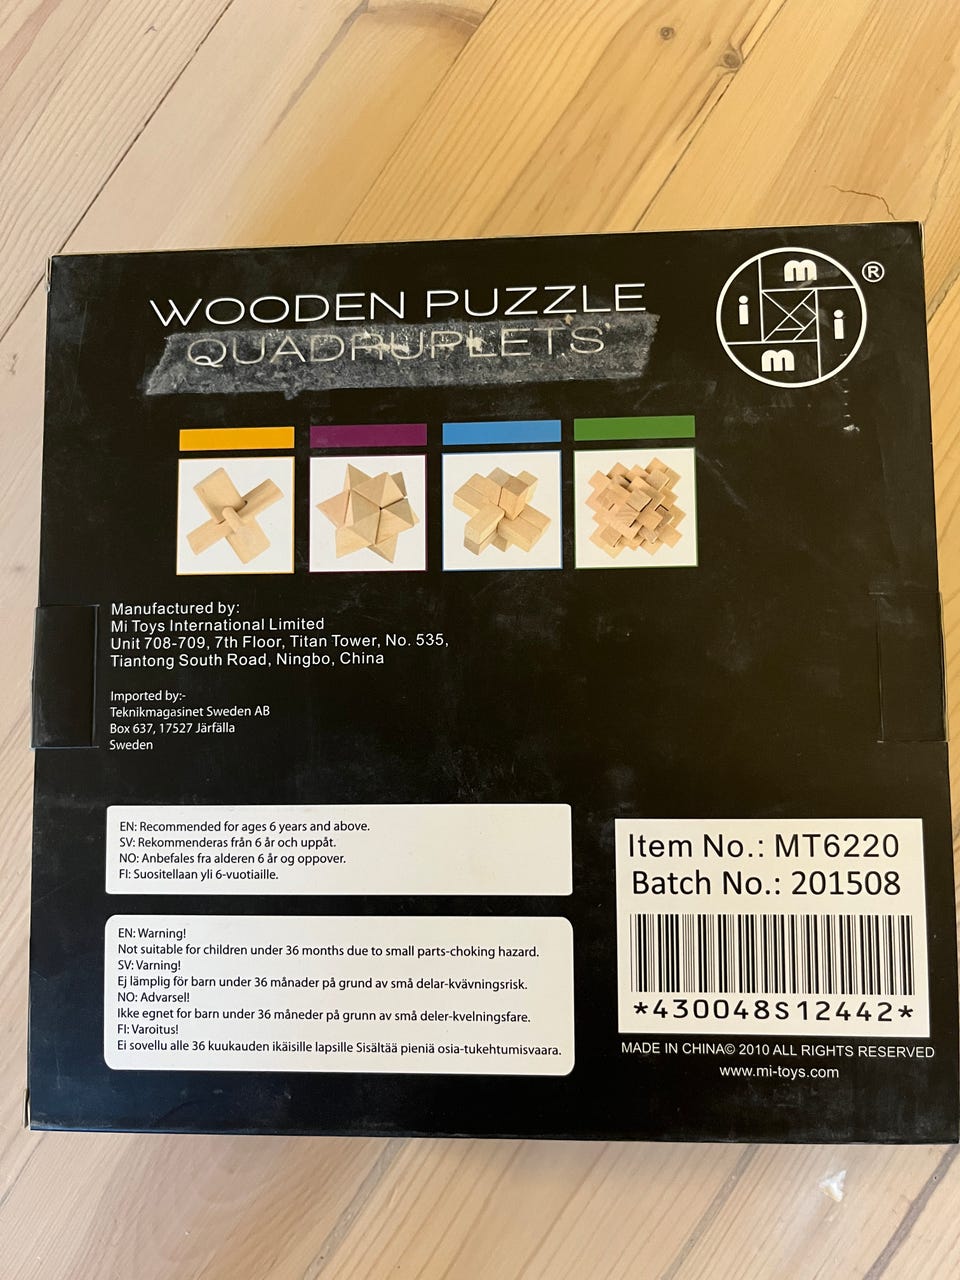 WOODEN PUZZLE
QUADRUPLETS
m
i
i
m
®
Manufactured by:
Mi Toys International Limited
Unit 708-709, 7th Floor, Titan Tower, No. 535,
Tiantong South Road, Ningbo, China
Imported by:-
Teknikmagasinet Sweden AB
Box 637, 17527 Järfälla
Sweden
EN: Recommended for ages 6 years and above.
SV: Rekommenderas från 6 år och uppåt.
NO: Anbefales fra alderen 6 år og oppover.
FI: Suositellaan yli 6-vuotiaille.
EN: Warning!
Not suitable for children under 36 months due to small parts-choking hazard.
SV: Varning!
Ej lämplig för barn under 36 månader på grund av små delar-kvävningsrisk.
NO: Advarsel!
Ikke egnet for barn under 36 måneder på grunn av små deler-kvelningsfare.
FI: Varoitus!
Ei sovellu alle 36 kuukauden ikäisille lapsille Sisältää pieniä osia-tukehtumisvaara.
Item No.: MT6220
Batch No.: 201508
*430048S12442*
MADE IN CHINA© 2010 ALL RIGHTS RESERVED
www.mi-toys.com